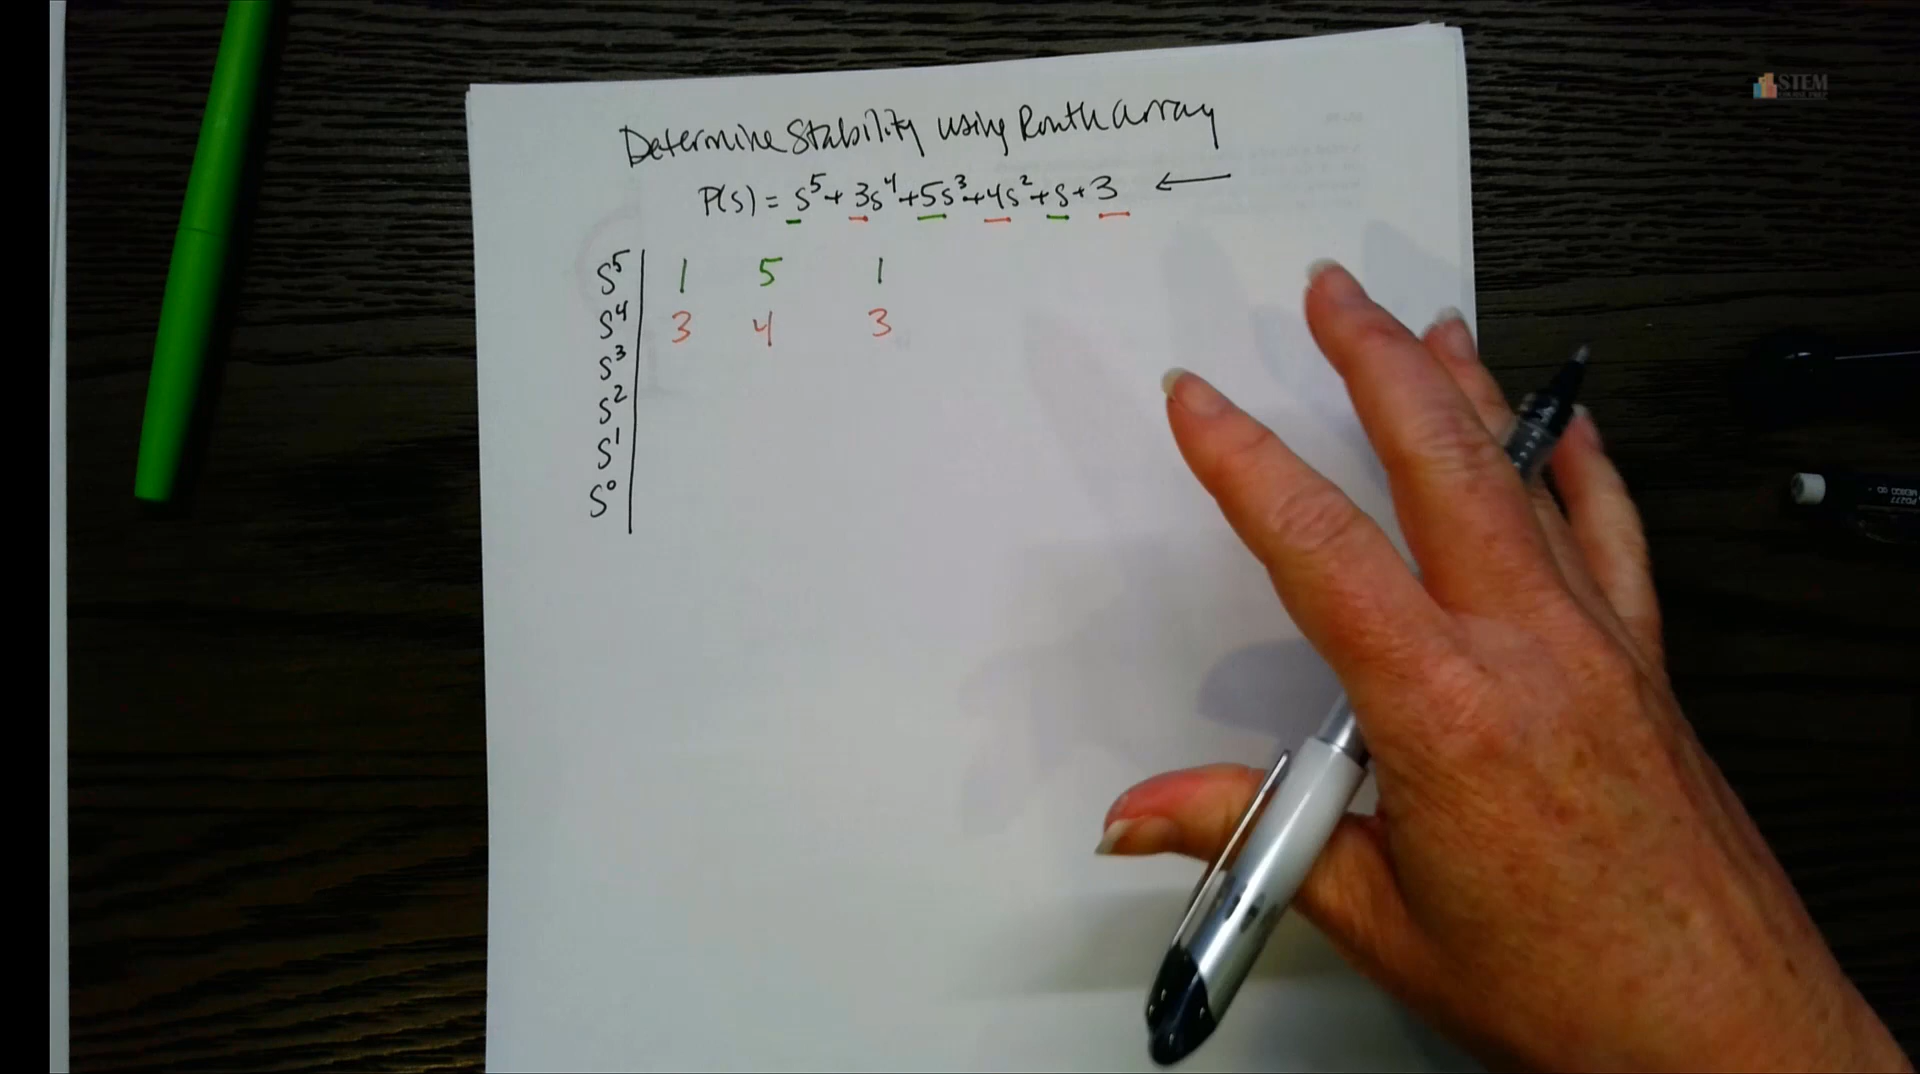 STEM
Determine Stability using Routh array
P(s) = s⁵ + 3s⁴ + 5s³ + 4s² + s + 3 ←
S⁵ | 1 5 1
S⁴ | 3 4 3
S³ |
S² |
S¹ |
S⁰ |